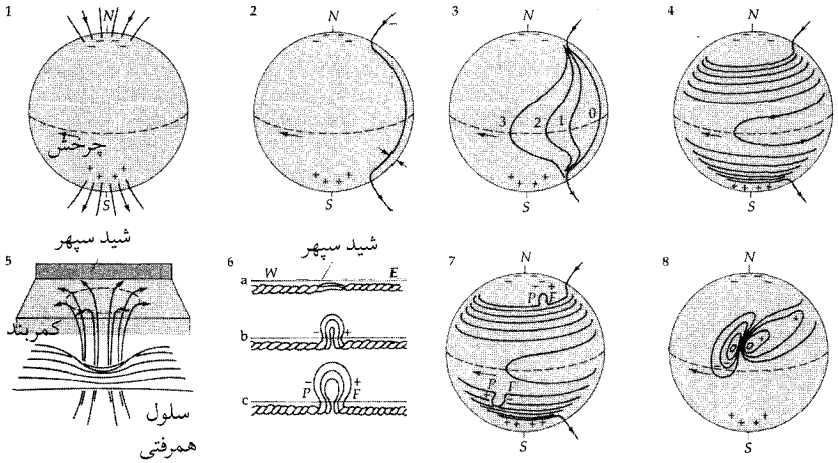 1
N
− − − −
چرخش
+ + + +
S
2
N
− − − −
+ + + +
S
3
N
− − − −
3 2 1 0
+ + + +
S
4
N
− − − −
+ + + +
S
5
شید سپهر
کمربند
سلول
همرفتی
6
شید سپهر
W E
a
b − +
c − +
P F
7
N
− − +
P F
P F
+ + + +
S
8
N
− − − −
+ + + +
S